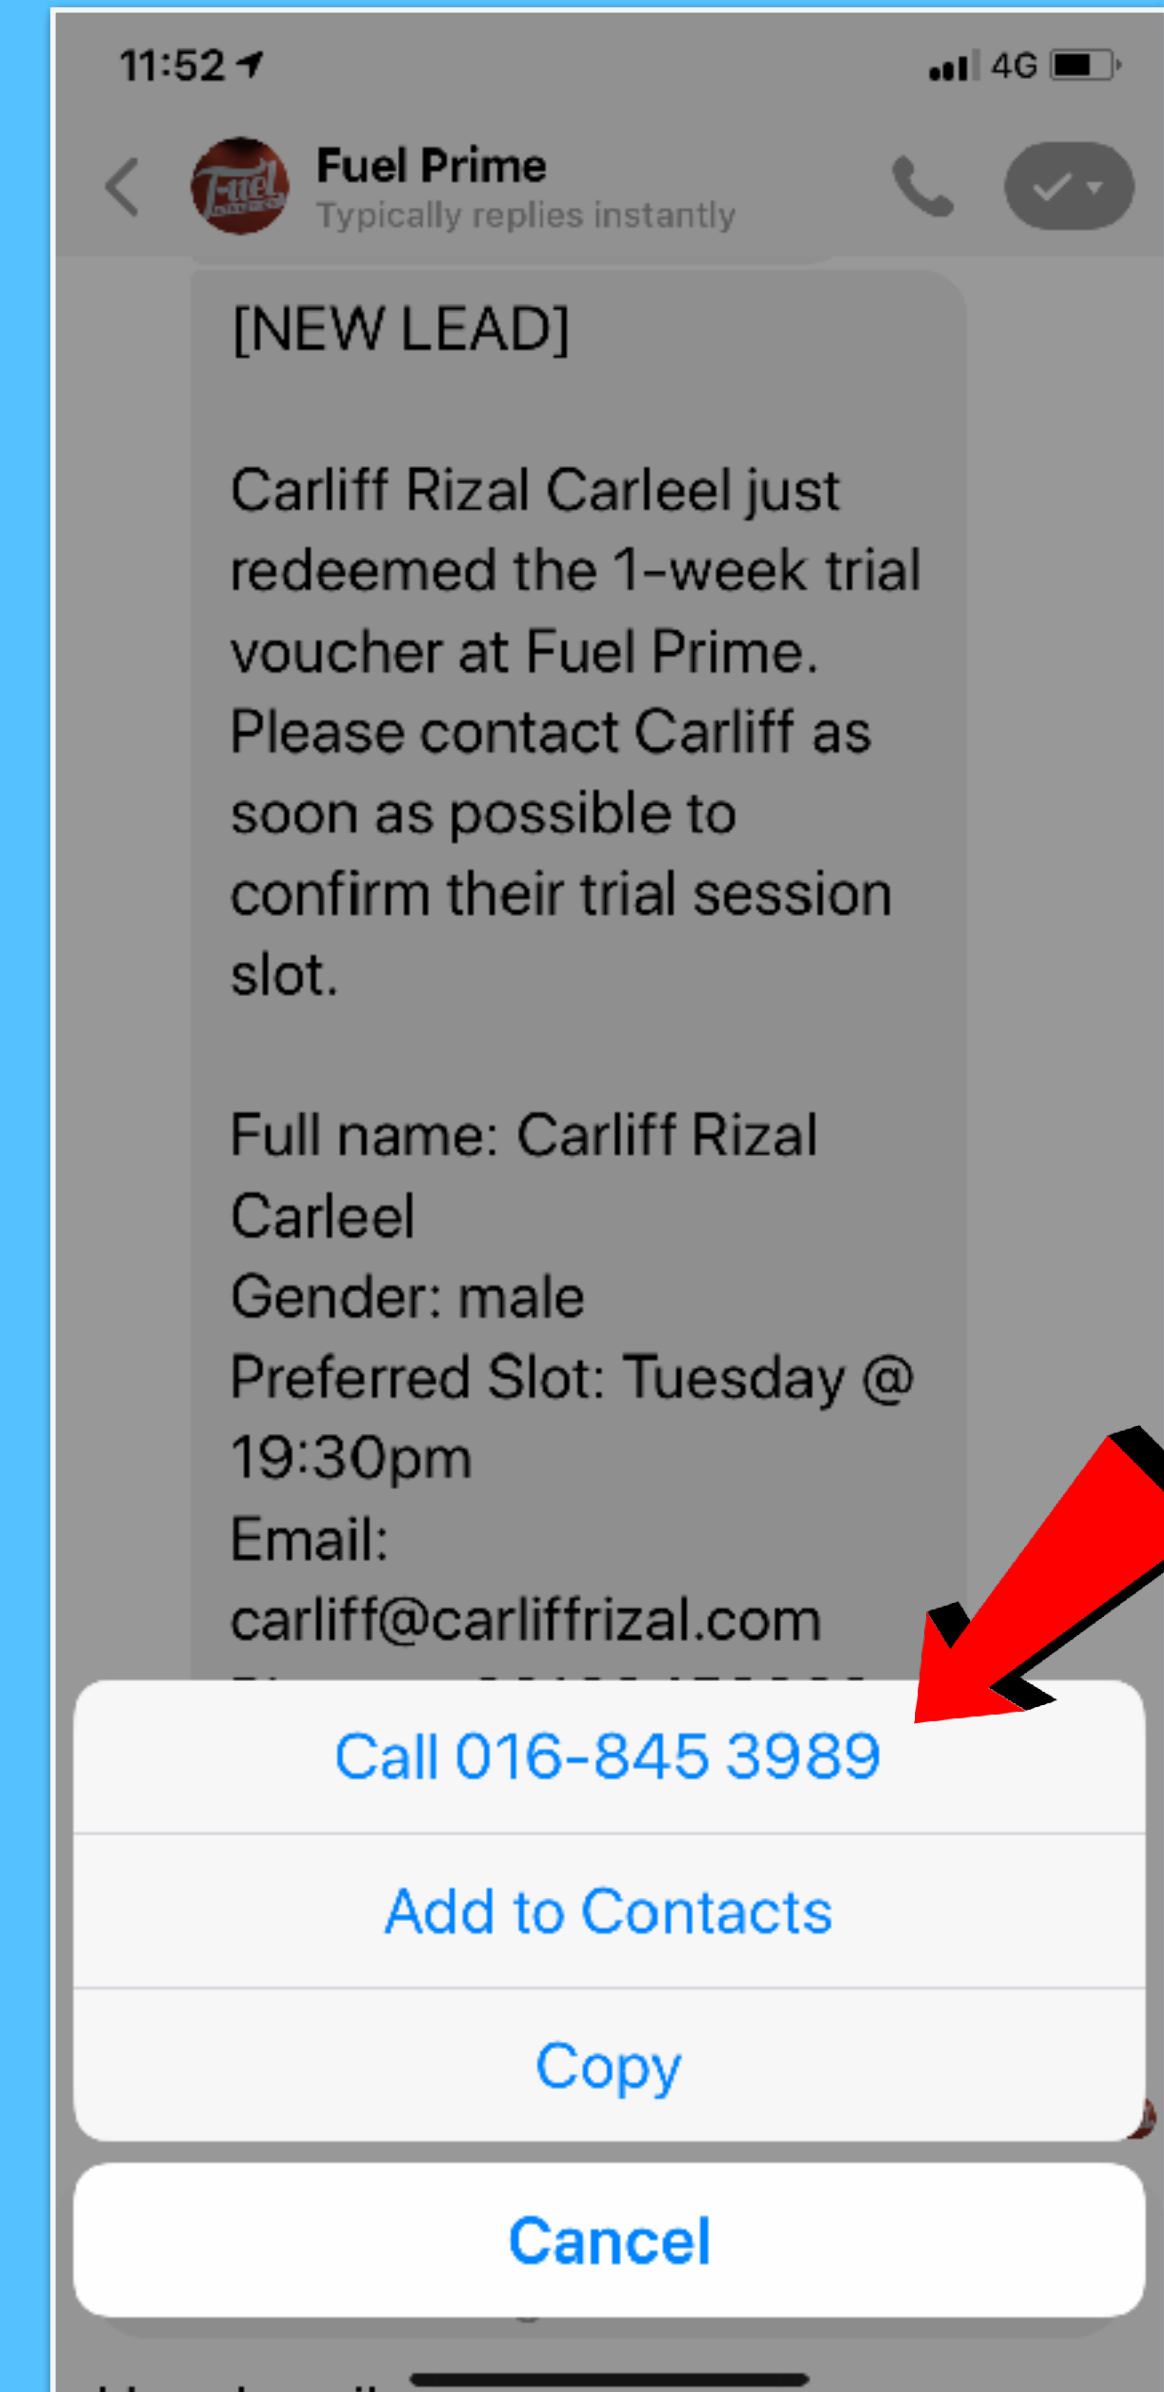 11:52
4G
Fuel Prime
Typically replies instantly
Fuel
[NEW LEAD]
Carliff Rizal Carleel just
redeemed the 1-week trial
voucher at Fuel Prime.
Please contact Carliff as
soon as possible to
confirm their trial session
slot.
Full name: Carliff Rizal
Carleel
Gender: male
Preferred Slot: Tuesday @
19:30pm
Email:
carliff@carliffrizal.com
Call 016-845 3989
Add to Contacts
Copy
Cancel